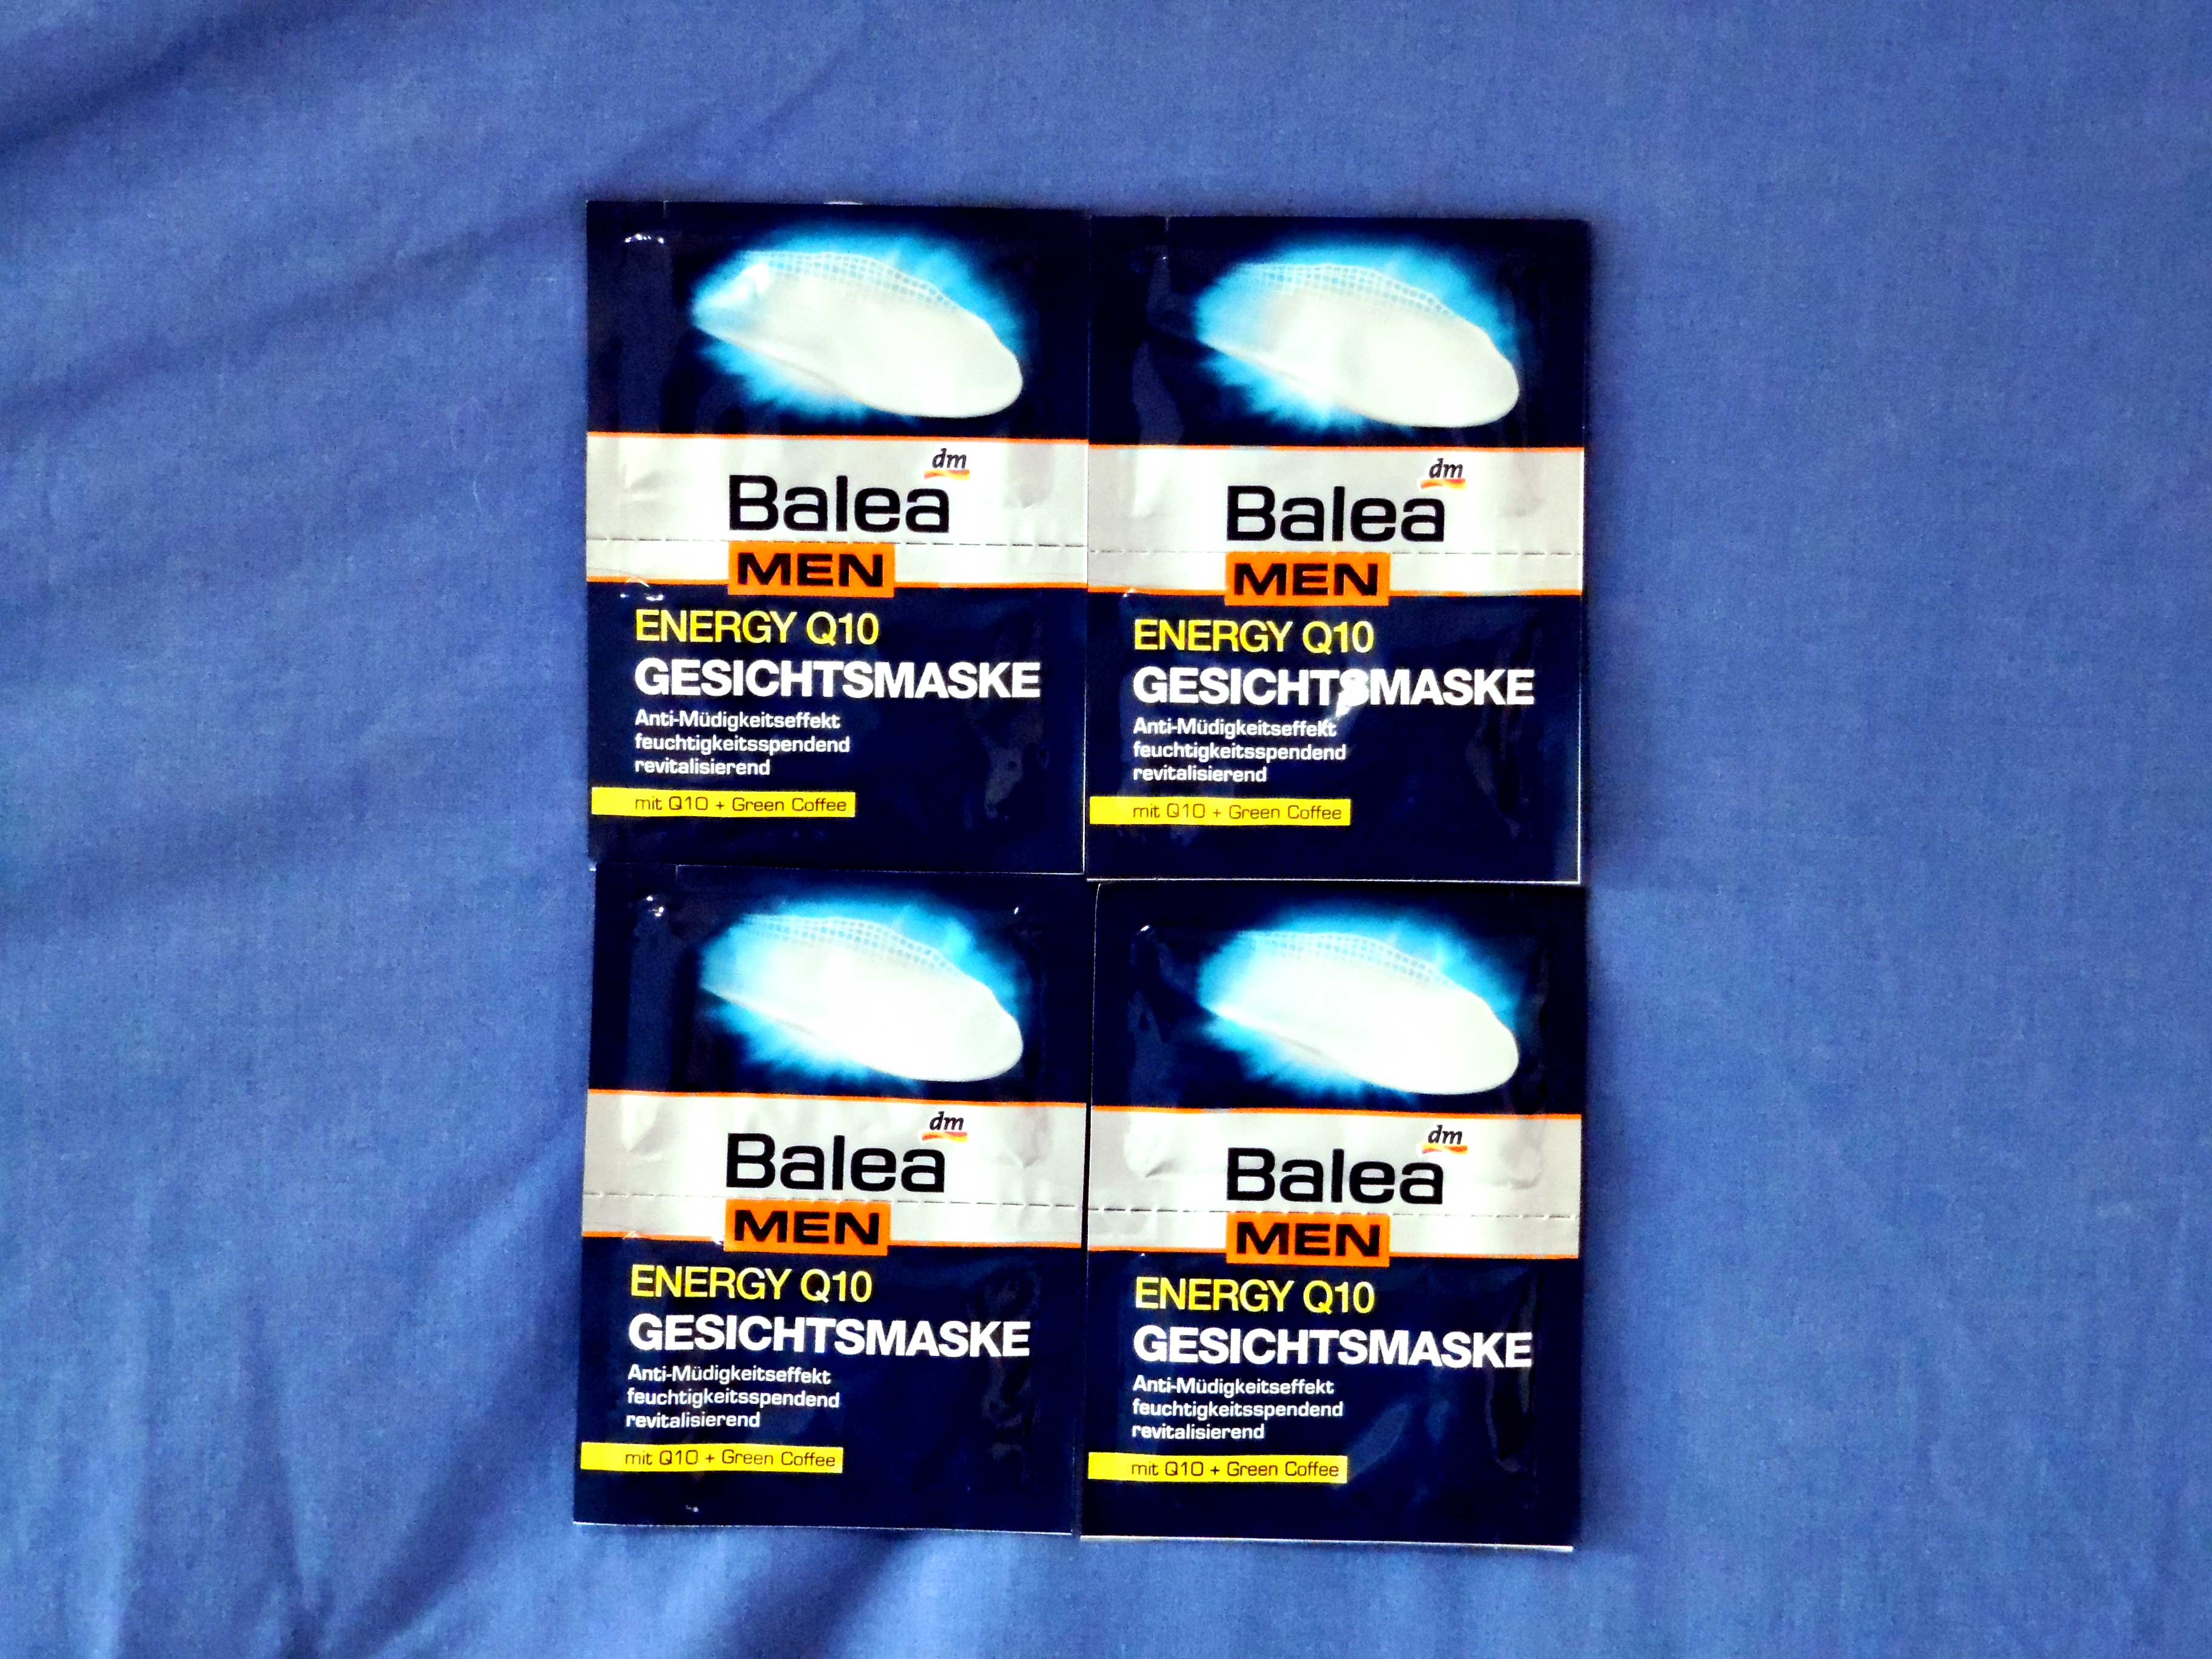 dm
Balea
MEN
ENERGY Q10
GESICHTSMASKE
Anti-Müdigkeitseffekt
feuchtigkeitsspendend
revitalisierend
mit Q10 + Green Coffee
dm
Balea
MEN
ENERGY Q10
GESICHTSMASKE
Anti-Müdigkeitseffekt
feuchtigkeitsspendend
revitalisierend
mit Q10 + Green Coffee
dm
Balea
MEN
ENERGY Q10
GESICHTSMASKE
Anti-Müdigkeitseffekt
feuchtigkeitsspendend
revitalisierend
mit Q10 + Green Coffee
dm
Balea
MEN
ENERGY Q10
GESICHTSMASKE
Anti-Müdigkeitseffekt
feuchtigkeitsspendend
revitalisierend
mit Q10 + Green Coffee